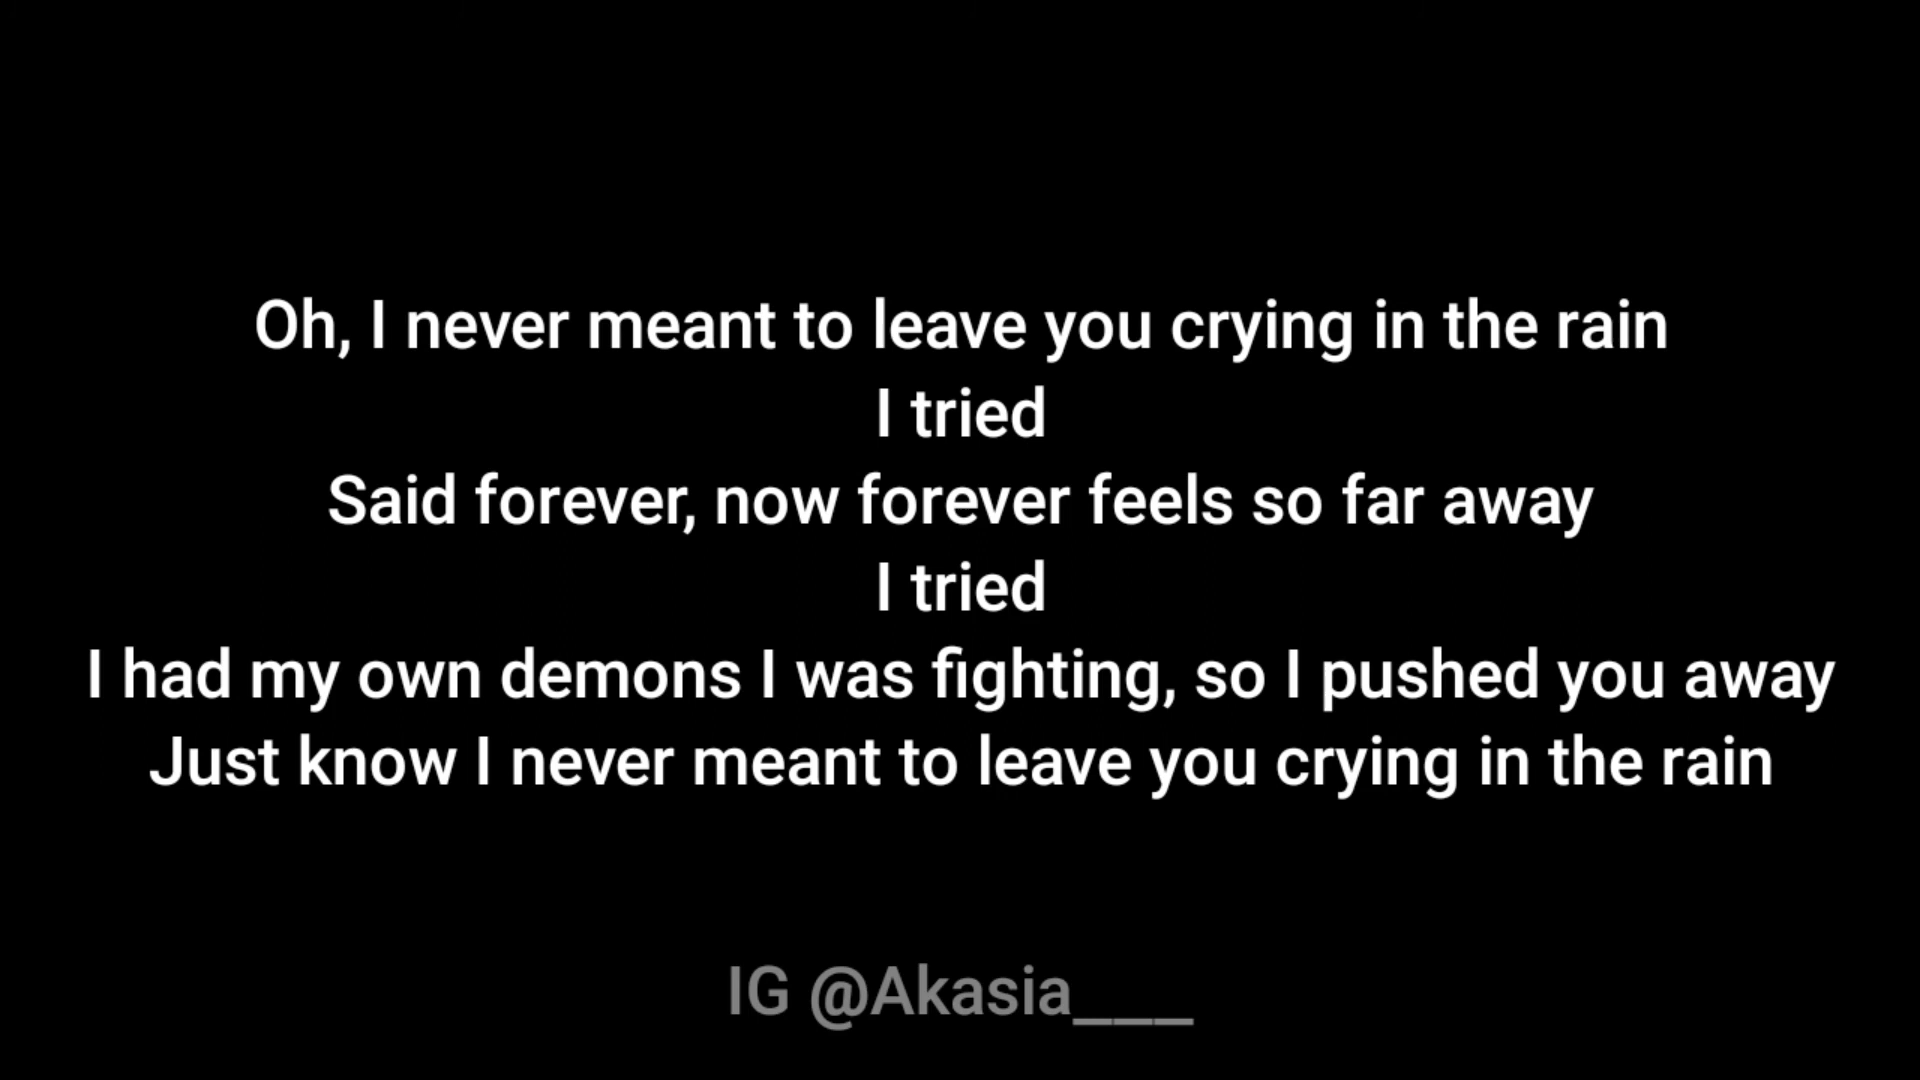 Oh, I never meant to leave you crying in the rain
I tried
Said forever, now forever feels so far away
I tried
I had my own demons I was fighting, so I pushed you away
Just know I never meant to leave you crying in the rain
IG @Akasia___